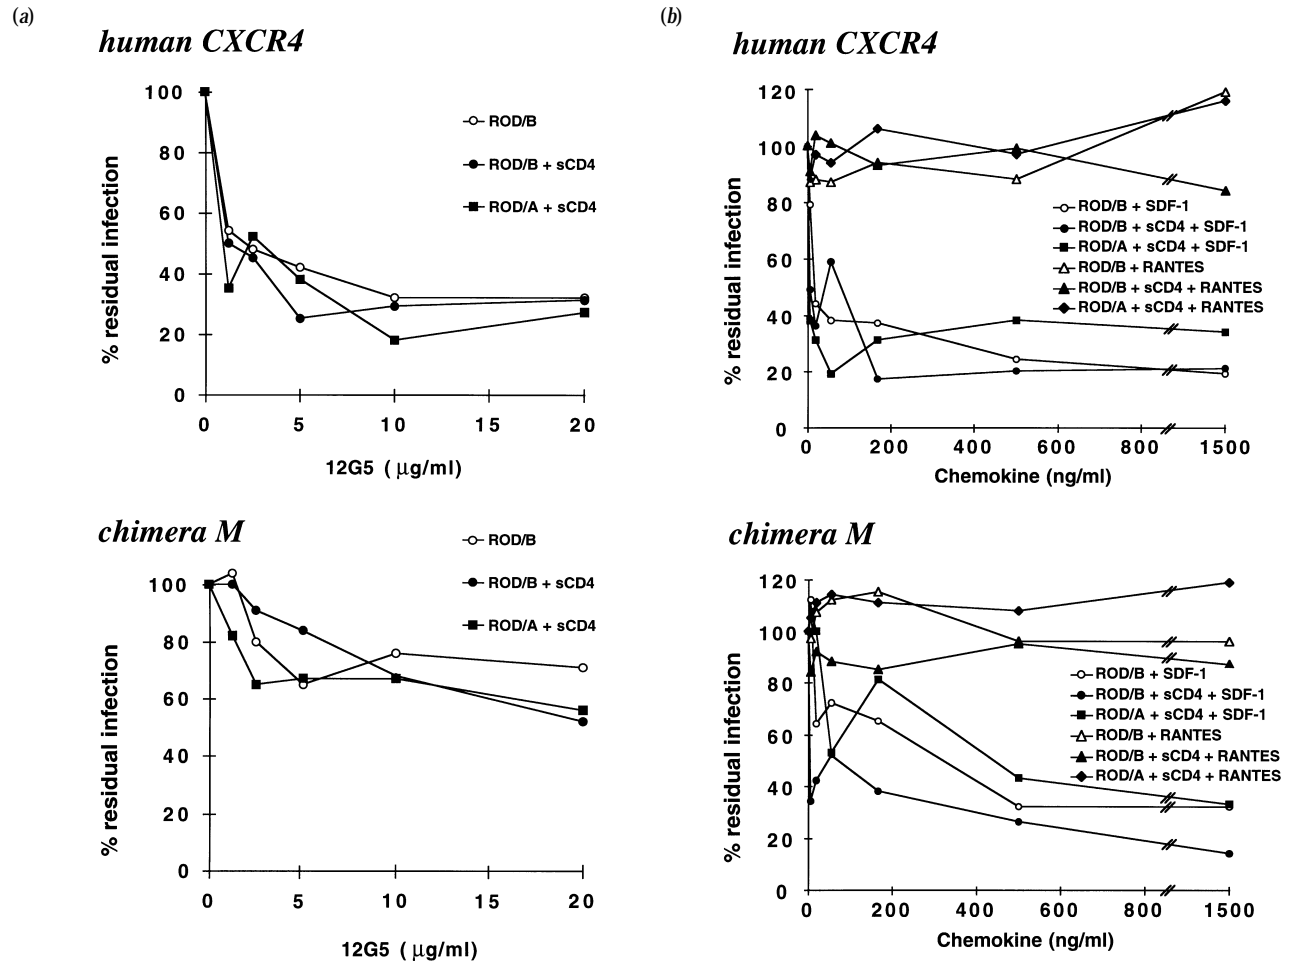 (a)
human CXCR4
% residual infection
100
80
60
40
20
0
0 5 10 15 20
12G5 ( μg/ml)
ROD/B
ROD/B + sCD4
ROD/A + sCD4
(b)
human CXCR4
% residual infection
120
100
80
60
40
20
0
0 200 400 600 800 1500
Chemokine (ng/ml)
ROD/B + SDF-1
ROD/B + sCD4 + SDF-1
ROD/A + sCD4 + SDF-1
ROD/B + RANTES
ROD/B + sCD4 + RANTES
ROD/A + sCD4 + RANTES
chimera M
% residual infection
100
80
60
40
20
0
0 5 10 15 20
12G5 ( μg/ml)
ROD/B
ROD/B + sCD4
ROD/A + sCD4
chimera M
% residual infection
120
100
80
60
40
20
0
0 200 400 600 800 1500
Chemokine (ng/ml)
ROD/B + SDF-1
ROD/B + sCD4 + SDF-1
ROD/A + sCD4 + SDF-1
ROD/B + RANTES
ROD/B + sCD4 + RANTES
ROD/A + sCD4 + RANTES